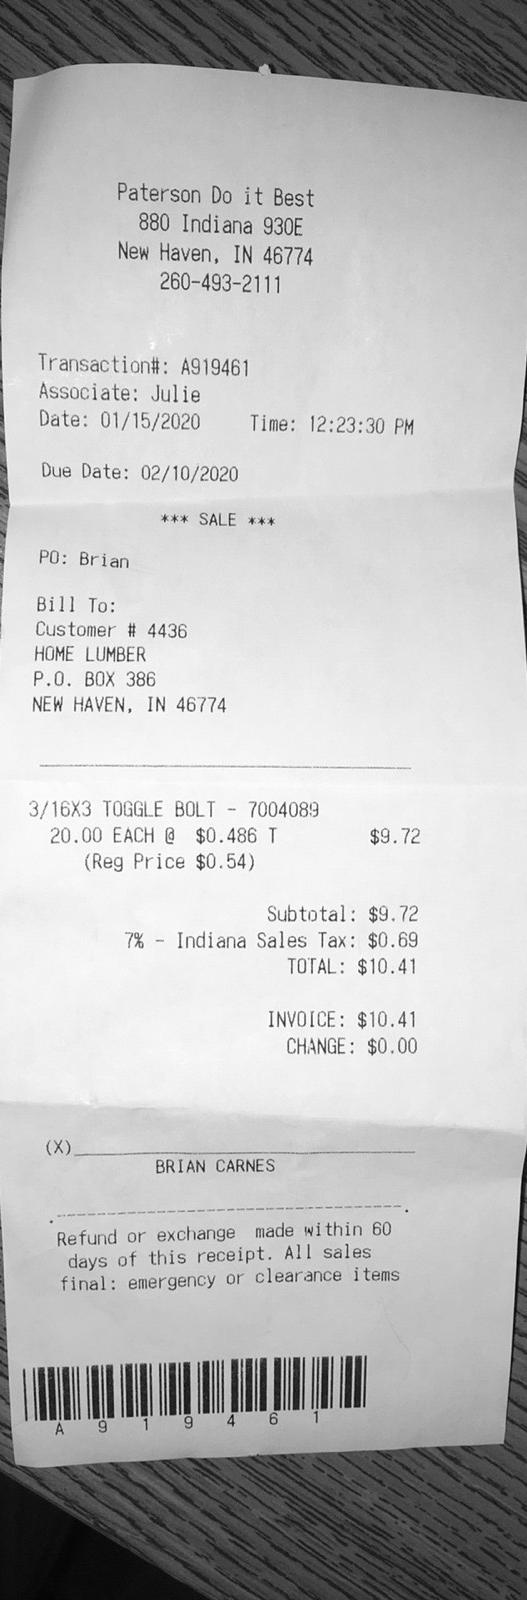 Paterson Do it Best
880 Indiana 930E
New Haven, IN 46774
260-493-2111
Transaction#: A919461
Associate: Julie
Date: 01/15/2020 Time: 12:23:30 PM
Due Date: 02/10/2020
*** SALE ***
PO: Brian
Bill To:
Customer # 4436
HOME LUMBER
P.O. BOX 386
NEW HAVEN, IN 46774
3/16X3 TOGGLE BOLT - 7004089
20.00 EACH @ $0.486 T $9.72
(Reg Price $0.54)
Subtotal: $9.72
7% - Indiana Sales Tax: $0.69
TOTAL: $10.41
INVOICE: $10.41
CHANGE: $0.00
(X)
BRIAN CARNES
Refund or exchange made within 60
days of this receipt. All sales
final: emergency or clearance items
A 9 1 9 4 6 1